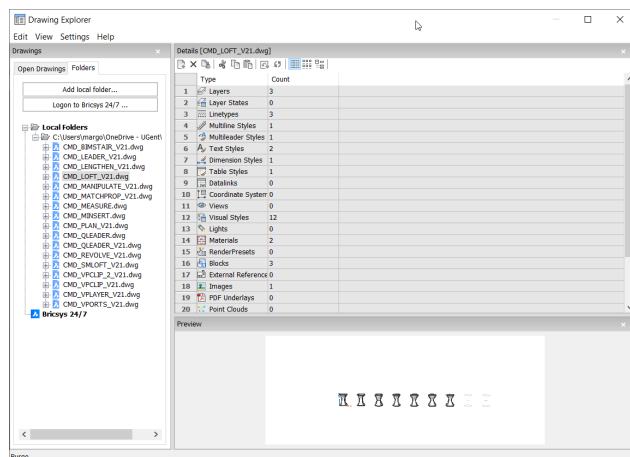 Drawing Explorer
Edit View Settings Help
Drawings
Open Drawings Folders
Add local folder...
Logon to Bricsys 24/7 ...
Local Folders
C:\Users\margo\OneDrive - UGent\
CMD_BIMSTAIR_V21.dwg
CMD_LEADER_V21.dwg
CMD_LENGTHEN_V21.dwg
CMD_LOFT_V21.dwg
CMD_MANIPULATE_V21.dwg
CMD_MATCHPROP_V21.dwg
CMD_MEASURE.dwg
CMD_MINSERT.dwg
CMD_PLAN_V21.dwg
CMD_QLEADER.dwg
CMD_QLEADER_V21.dwg
CMD_REVOLVE_V21.dwg
CMD_SMLOFT_V21.dwg
CMD_VPCLIP_2_V21.dwg
CMD_VPCLIP_V21.dwg
CMD_VPLAYER_V21.dwg
CMD_VPORTS_V21.dwg
Bricsys 24/7
Details [CMD_LOFT_V21.dwg]
Type Count
1 Layers 3
2 Layer States 0
3 Linetypes 3
4 Multiline Styles 1
5 Multileader Styles 1
6 Text Styles 2
7 Dimension Styles 1
8 Table Styles 1
9 Datalinks 0
10 Coordinate System 0
11 Views 0
12 Visual Styles 12
13 Lights 0
14 Materials 2
15 RenderPresets 0
16 Blocks 3
17 External Reference 0
18 Images 1
19 PDF Underlays 0
20 Point Clouds 0
Preview